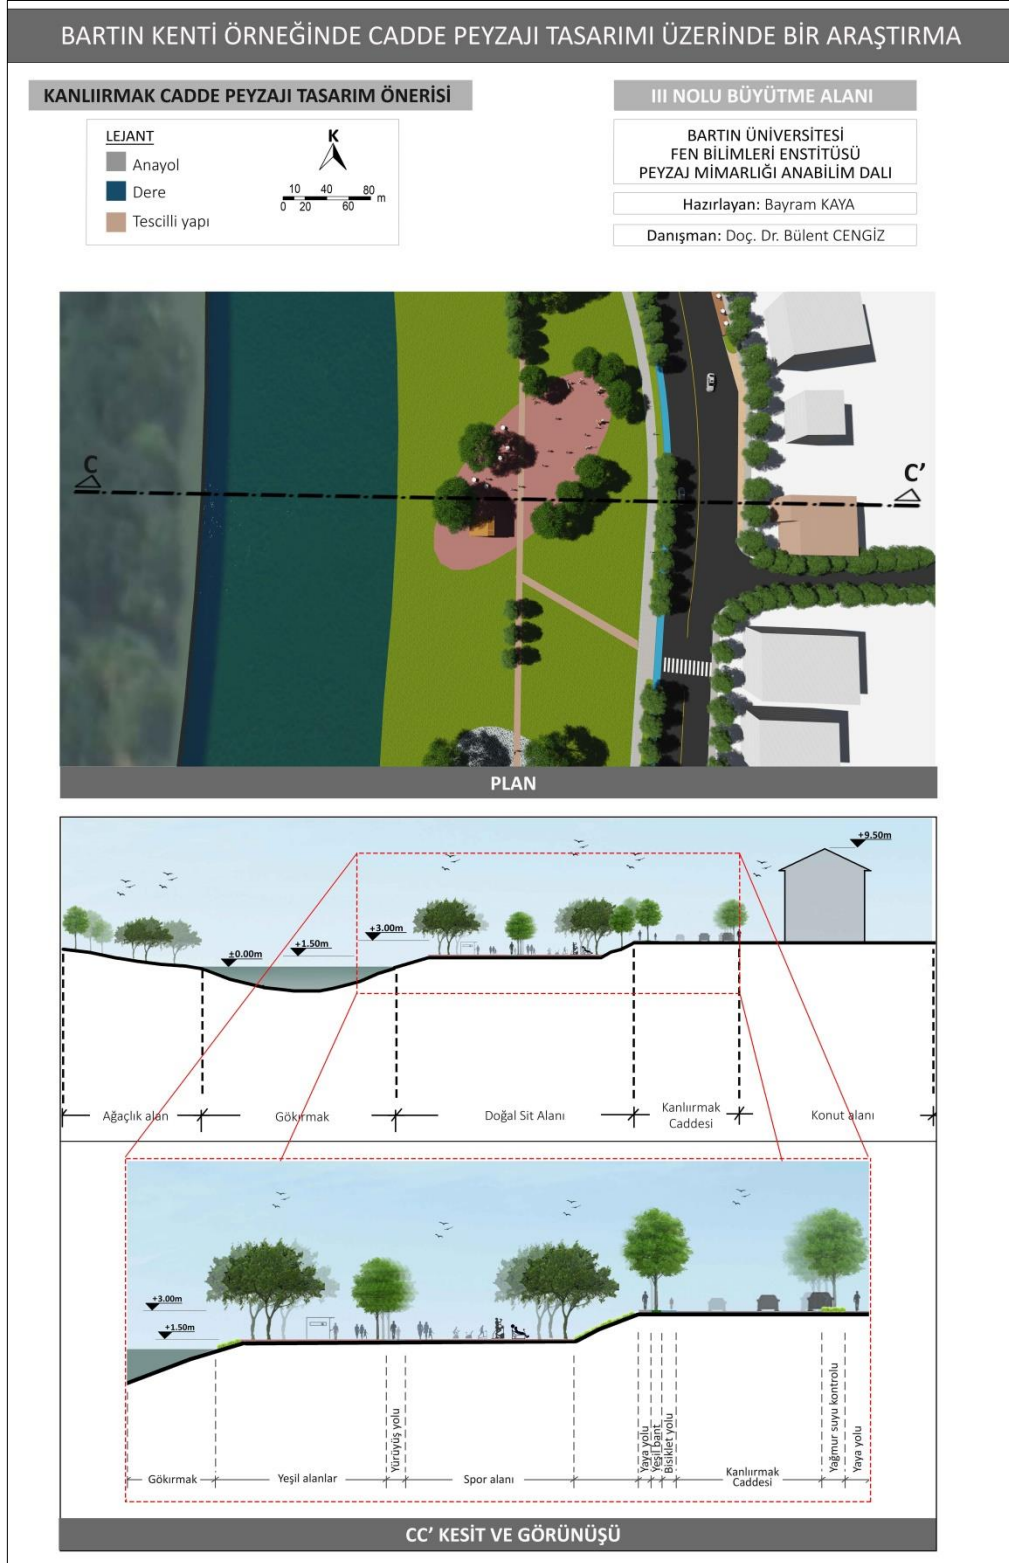 BARTIN KENTİ ÖRNEĞİNDE CADDE PEYZAJI TASARIMI ÜZERİNDE BİR ARAŞTIRMA
KANLIIRMAK CADDE PEYZAJI TASARIM ÖNERİSİ
III NOLU BÜYÜTME ALANI
LEJANT
Anayol
Dere
Tescilli yapı
K
10 40 80
0 20 60 m
BARTIN ÜNİVERSİTESİ
FEN BİLİMLERİ ENSTİTÜSÜ
PEYZAJ MİMARLIĞI ANABİLİM DALI
Hazırlayan: Bayram KAYA
Danışman: Doç. Dr. Bülent CENGİZ
C
C'
PLAN
+9.50m
+3.00m
+1.50m
±0.00m
Ağaçlık alan
Gökırmak
Doğal Sit Alanı
Kanlıırmak
Caddesi
Konut alanı
+3.00m
+1.50m
Gökırmak
Yeşil alanlar
Yürüyüş yolu
Spor alanı
Yaya yolu
Yeşil bant
Bisiklet yolu
Kanlıırmak
Caddesi
Yağmur suyu kontrolu
Yaya yolu
CC' KESİT VE GÖRÜNÜŞÜ